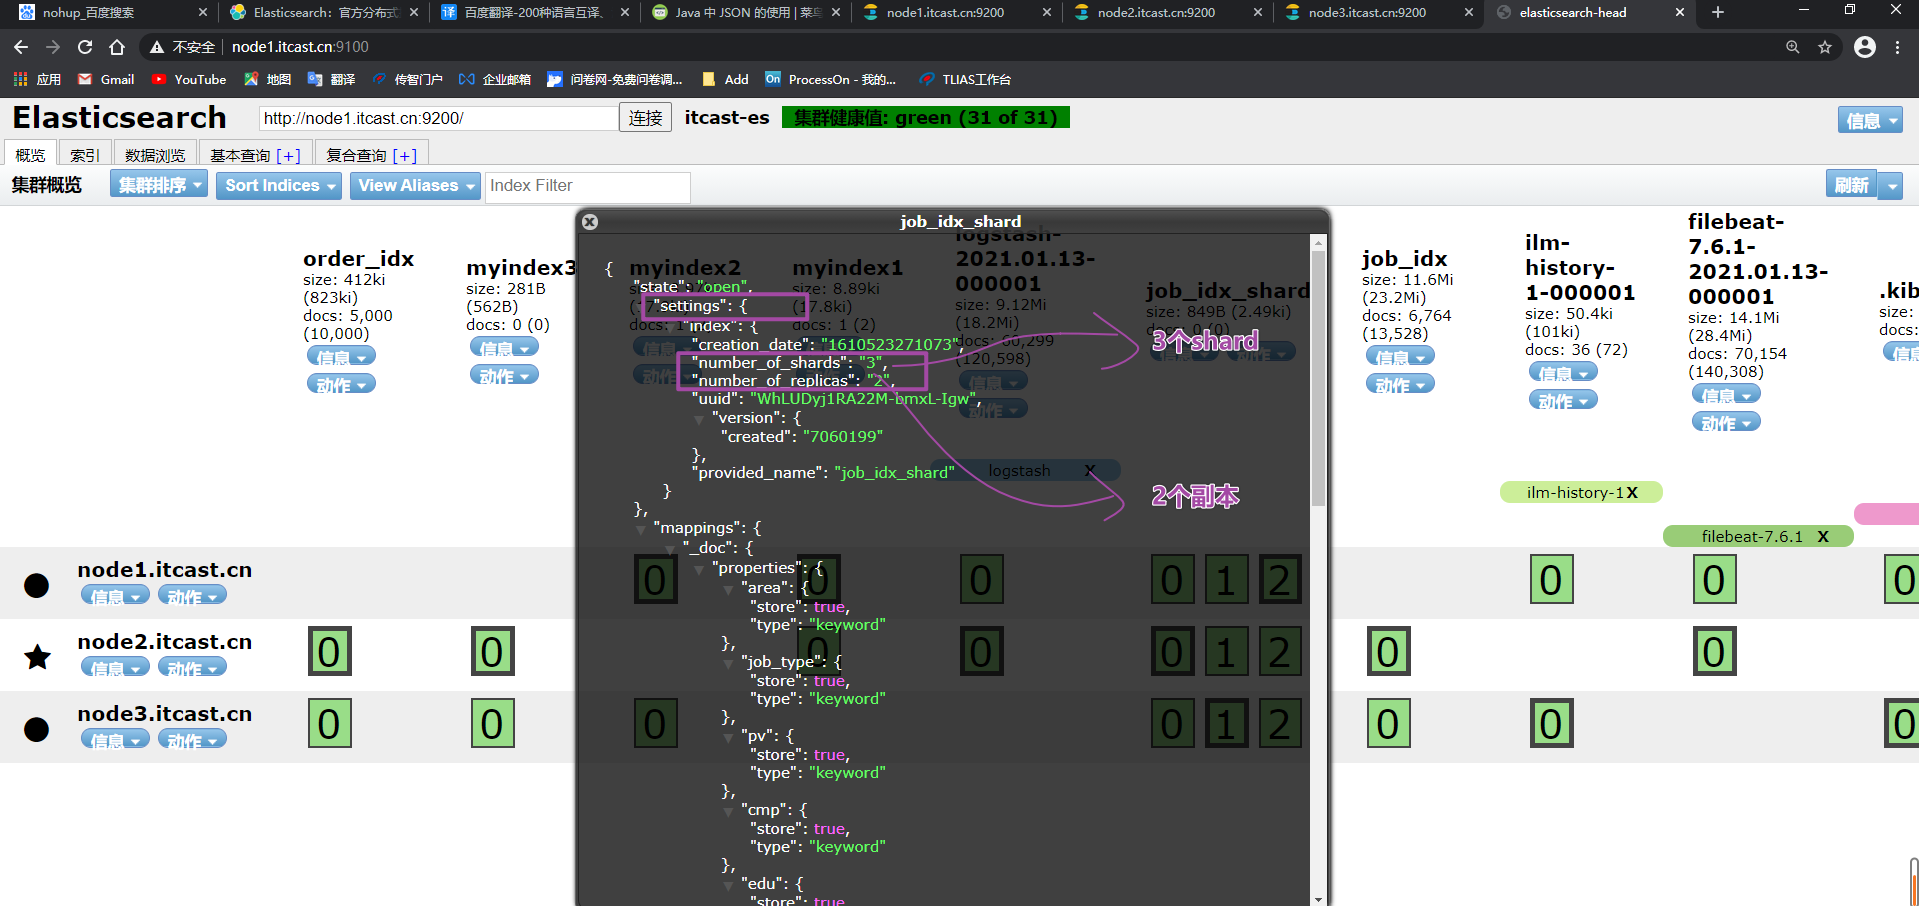 nohup_百度搜索
Elasticsearch：官方分布式
百度翻译-200种语言互译、
Java 中 JSON 的使用 | 菜鸟
node1.itcast.cn:9200
node2.itcast.cn:9200
node3.itcast.cn:9200
elasticsearch-head
不安全
node1.itcast.cn:9100
应用
Gmail
YouTube
地图
翻译
传智门户
企业邮箱
问卷网-免费问卷调...
Add
ProcessOn - 我的...
TLIAS工作台
Elasticsearch
http://node1.itcast.cn:9200/
连接
itcast-es
集群健康值: green (31 of 31)
信息
概览
索引
数据浏览
基本查询 [+]
复合查询 [+]
集群概览
集群排序
Sort Indices
View Aliases
Index Filter
刷新
order_idx
size: 412ki
(823ki)
docs: 5,000
(10,000)
信息
动作
myindex3
size: 281B
(562B)
docs: 0 (0)
信息
动作
myindex2
docs: 1
myindex1
size: 8.89ki
(17.8ki)
docs: 1 (2)
logstash-
2021.01.13-
000001
size: 9.12Mi
(18.2Mi)
docs: 60,299
(120,598)
信息
动作
job_idx_shard
size: 849B (2.49ki)
docs: 0 (0)
job_idx
size: 11.6Mi
(23.2Mi)
docs: 6,764
(13,528)
信息
动作
ilm-
history-
1-000001
size: 50.4ki
(101ki)
docs: 36 (72)
信息
动作
filebeat-
7.6.1-
2021.01.13-
000001
size: 14.1Mi
(28.4Mi)
docs: 70,154
(140,308)
信息
动作
.kib
size:
docs:
信
job_idx_shard
{
"state": "open",
"settings": {
"index": {
"creation_date": "1610523271073",
"number_of_shards": "3",
"number_of_replicas": "2",
"uuid": "WhLUDyj1RA22M-bmxL-Igw",
"version": {
"created": "7060199"
},
"provided_name": "job_idx_shard"
}
},
"mappings": {
"_doc": {
"properties": {
"area": {
"store": true,
"type": "keyword"
},
"job_type": {
"store": true,
"type": "keyword"
},
"pv": {
"store": true,
"type": "keyword"
},
"cmp": {
"store": true,
"type": "keyword"
},
"edu": {
"store": true,
3个shard
2个副本
logstash X
ilm-history-1 X
filebeat-7.6.1 X
node1.itcast.cn
信息 动作
0 0 0 0 1 2 0 0 0
node2.itcast.cn
信息 动作
0 0 0 0 0 1 2 0 0
node3.itcast.cn
信息 动作
0 0 0 0 1 2 0 0 0